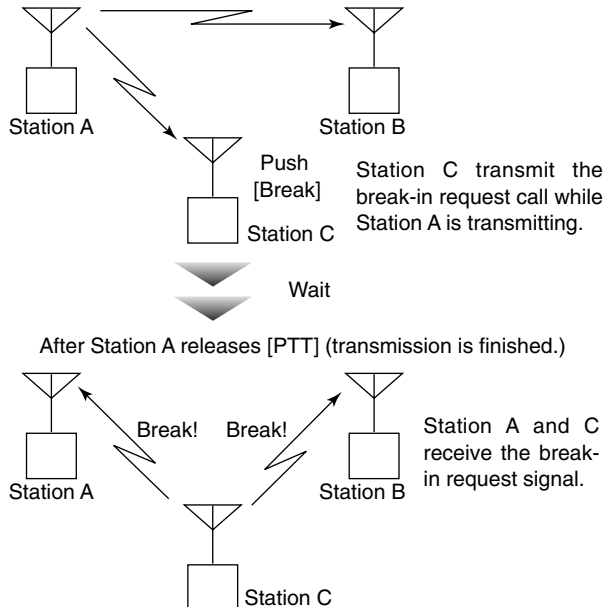 Station A
Station B
Push
[Break]
Station C
Station C transmit the
break-in request call while
Station A is transmitting.
Wait
After Station A releases [PTT] (transmission is finished.)
Break! Break!
Station A
Station B
Station A and C
receive the break-
in request signal.
Station C